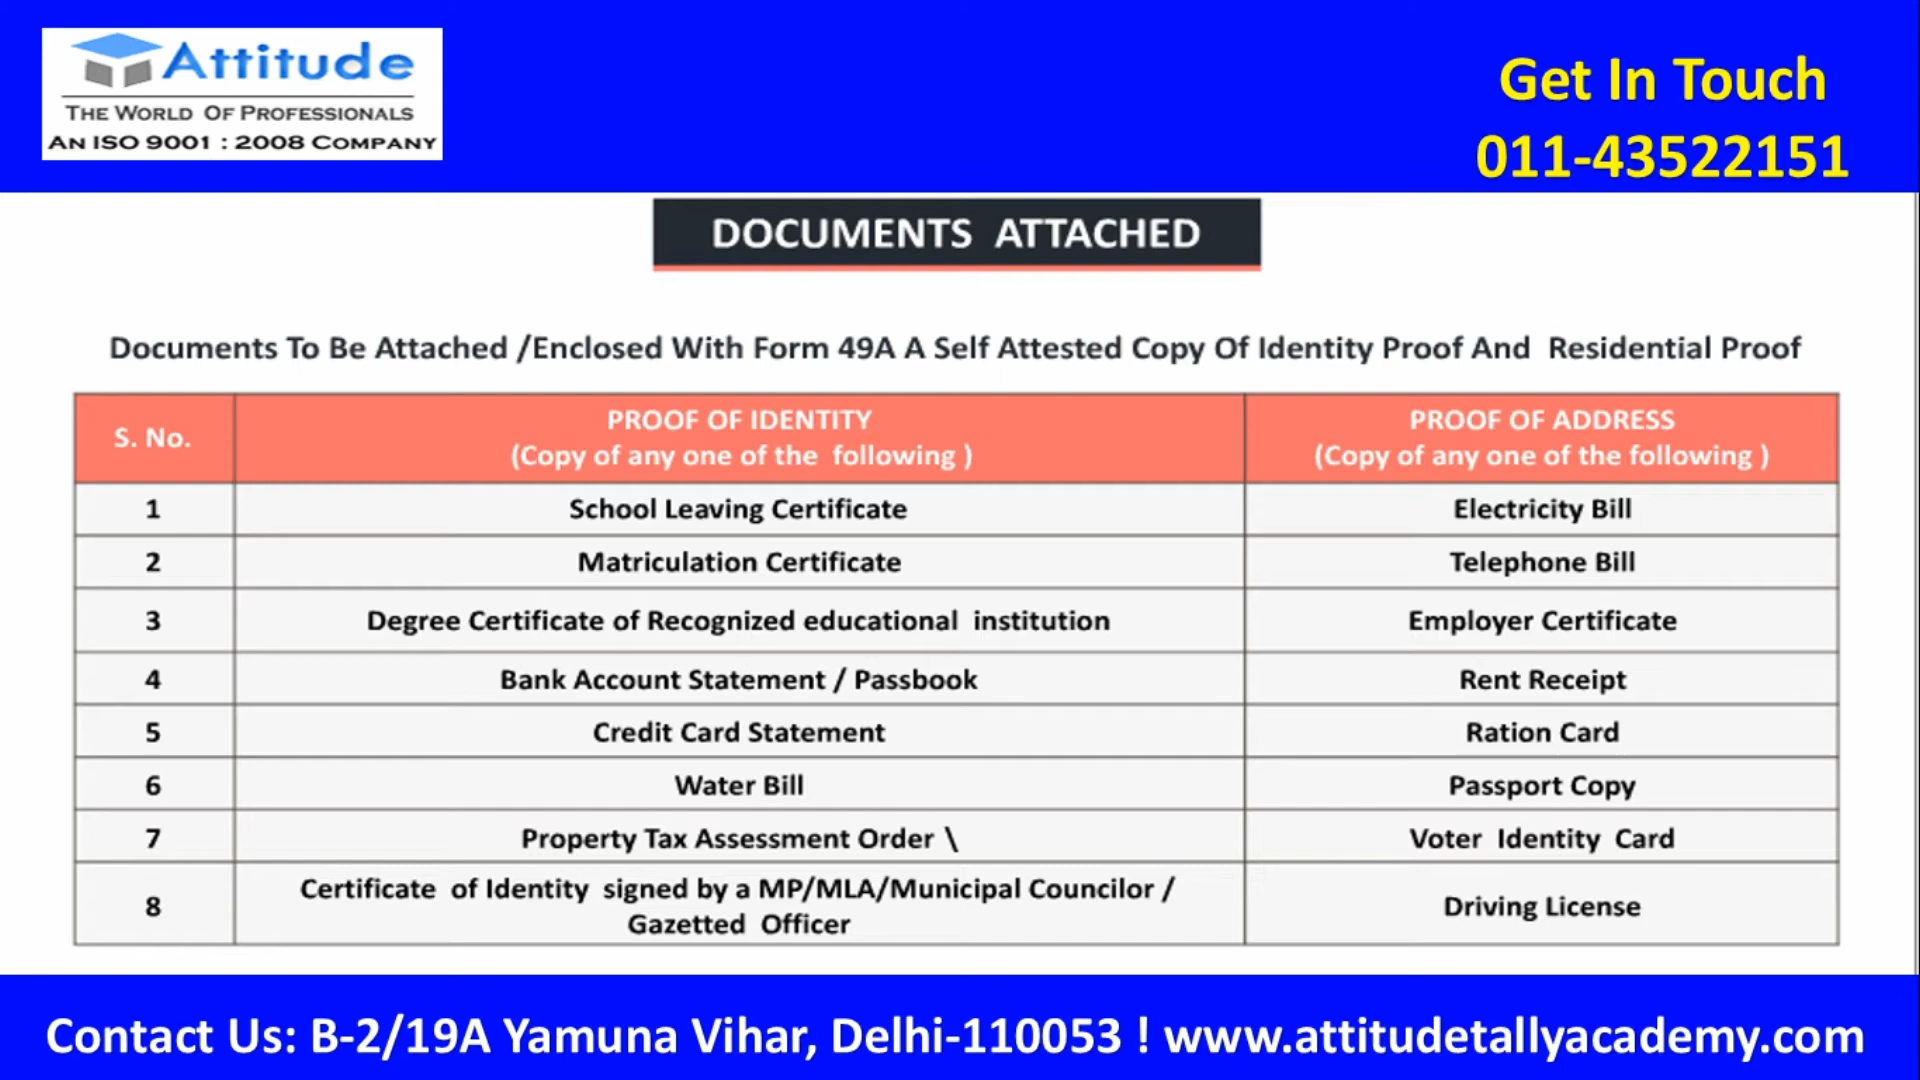 Attitude
THE WORLD OF PROFESSIONALS
AN ISO 9001 : 2008 COMPANY
Get In Touch
011-43522151
DOCUMENTS ATTACHED
Documents To Be Attached /Enclosed With Form 49A A Self Attested Copy Of Identity Proof And Residential Proof
S. No.
PROOF OF IDENTITY
(Copy of any one of the following )
PROOF OF ADDRESS
(Copy of any one of the following )
1 School Leaving Certificate Electricity Bill
2 Matriculation Certificate Telephone Bill
3 Degree Certificate of Recognized educational institution Employer Certificate
4 Bank Account Statement / Passbook Rent Receipt
5 Credit Card Statement Ration Card
6 Water Bill Passport Copy
7 Property Tax Assessment Order \ Voter Identity Card
8 Certificate of Identity signed by a MP/MLA/Municipal Councilor /
Gazetted Officer
Driving License
Contact Us: B-2/19A Yamuna Vihar, Delhi-110053 ! www.attitudetallyacademy.com